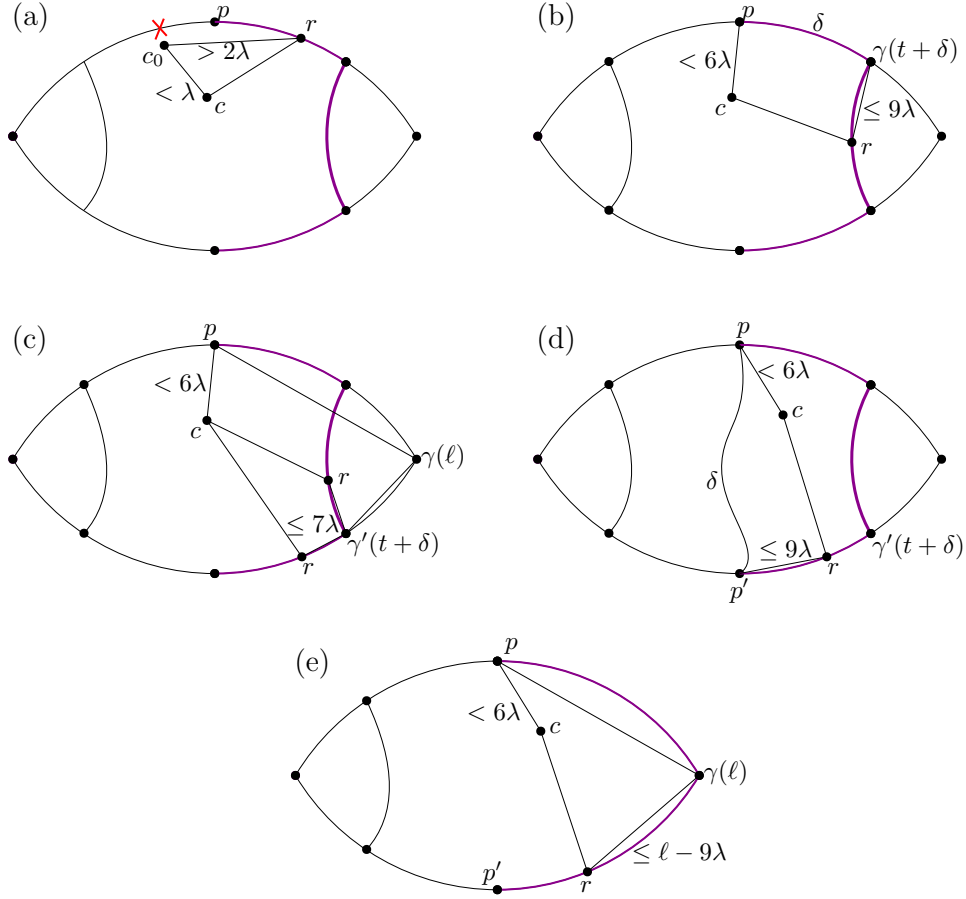 (a)
p
r
c₀
> 2λ
< λ
c
(b)
p
δ
γ(t + δ)
< 6λ
c
≤ 9λ
r
(c)
p
< 6λ
c
r
γ(ℓ)
≤ 7λ
γ'(t + δ)
r
(d)
p
< 6λ
c
δ
≤ 9λ
γ'(t + δ)
r
p'
(e)
p
< 6λ
c
γ(ℓ)
≤ ℓ − 9λ
p'
r